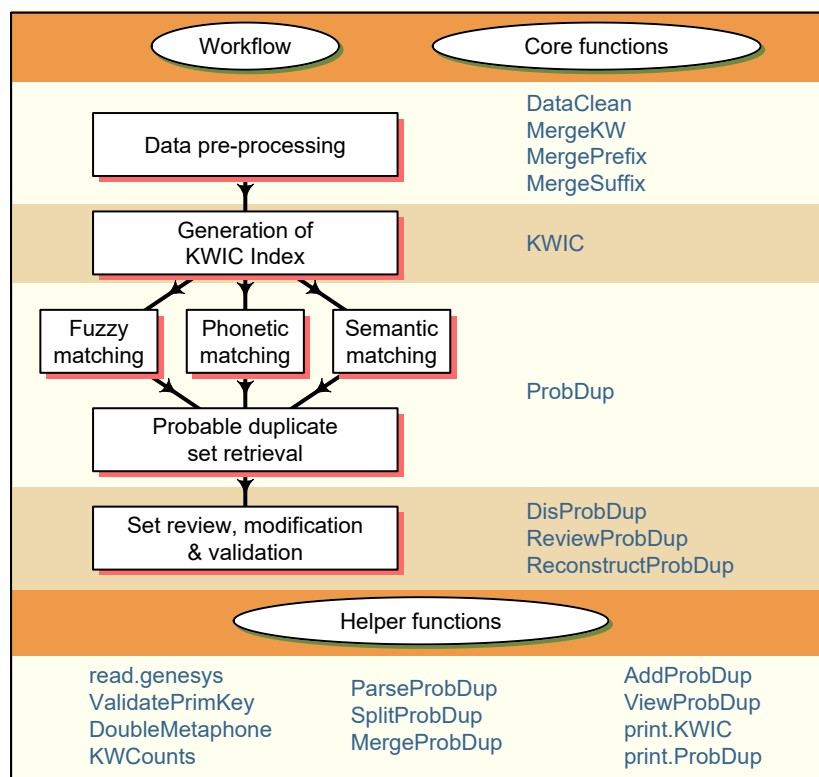 Workflow
Core functions
Data pre-processing
DataClean
MergeKW
MergePrefix
MergeSuffix
Generation of
KWIC Index
KWIC
Fuzzy
matching
Phonetic
matching
Semantic
matching
Probable duplicate
set retrieval
ProbDup
Set review, modification
& validation
DisProbDup
ReviewProbDup
ReconstructProbDup
Helper functions
read.genesys
ValidatePrimKey
DoubleMetaphone
KWCounts
ParseProbDup
SplitProbDup
MergeProbDup
AddProbDup
ViewProbDup
print.KWIC
print.ProbDup